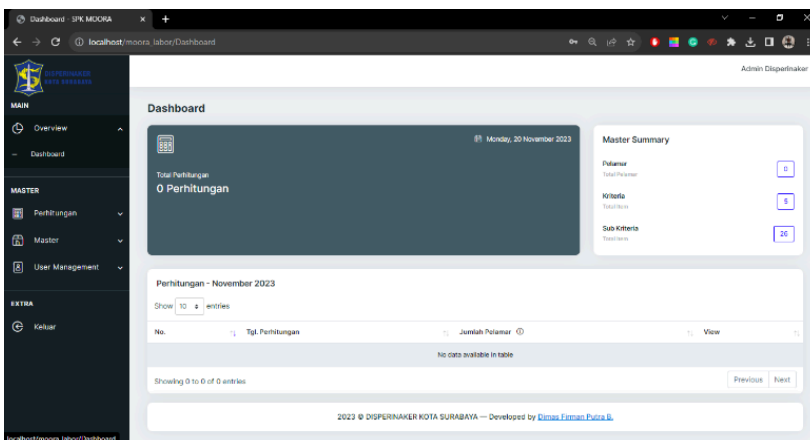 Dashboard - SPK MOORA
localhost/moora_labor/Dashboard
DISPERINAKER
KOTA SURABAYA
Admin Disperinaker
MAIN
Overview
Dashboard
MASTER
Perhitungan
Master
User Management
EXTRA
Keluar
Dashboard
Monday, 20 November 2023
Total Perhitungan
0 Perhitungan
Master Summary
Pelamar
Total Pelamar
0
Kriteria
Total Item
Sub Kriteria
Total Item
26
Perhitungan - November 2023
Show 10 entries
No. Tgl. Perhitungan Jumlah Pelamar View
No data available in table
Showing 0 to 0 of 0 entries
Previous Next
2023 © DISPERINAKER KOTA SURABAYA — Developed by Dimas Firman Putra B.
localhost/moora_labor/Dashboard